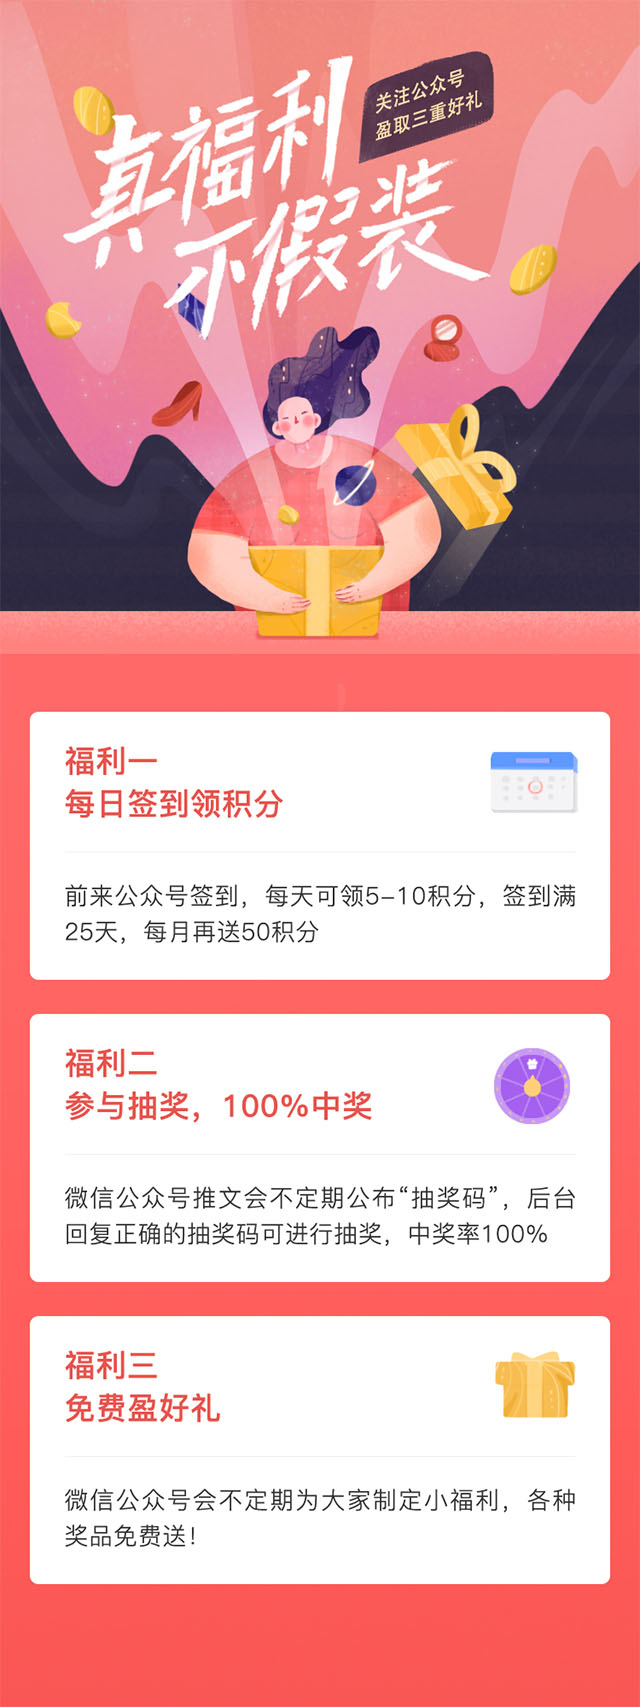 真福利
不假装
关注公众号
盈取三重好礼
福利一
每日签到领积分
前来公众号签到，每天可领5-10积分，签到满
25天，每月再送50积分
福利二
参与抽奖，100%中奖
微信公众号推文会不定期公布“抽奖码”，后台
回复正确的抽奖码可进行抽奖，中奖率100%
福利三
免费盈好礼
微信公众号会不定期为大家制定小福利，各种
奖品免费送！